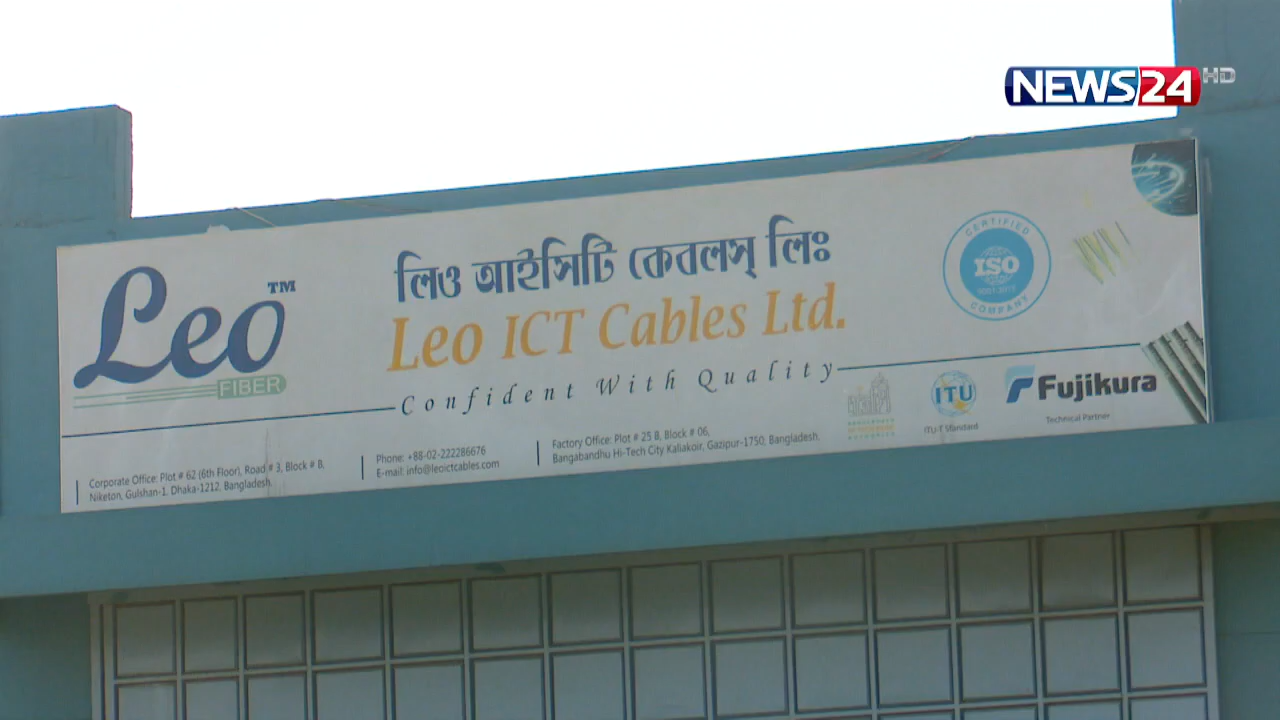 NEWS24 HD
Leo™
FIBER
লিও আইসিটি কেবলস্ লিঃ
Leo ICT Cables Ltd.
Confident With Quality
CERTIFIED
ISO
COMPANY
ITU
ITU-T Standard
Fujikura
Technical Partner
Corporate Office: Plot # 62 (6th Floor), Road # 3, Block # B,
Niketon, Gulshan-1, Dhaka-1212, Bangladesh.
Phone: +88-02-222286676
E-mail: info@leoictcables.com
Factory Office: Plot # 25 B, Block # 06,
Bangabandhu Hi-Tech City Kaliakoir, Gazipur-1750, Bangladesh.